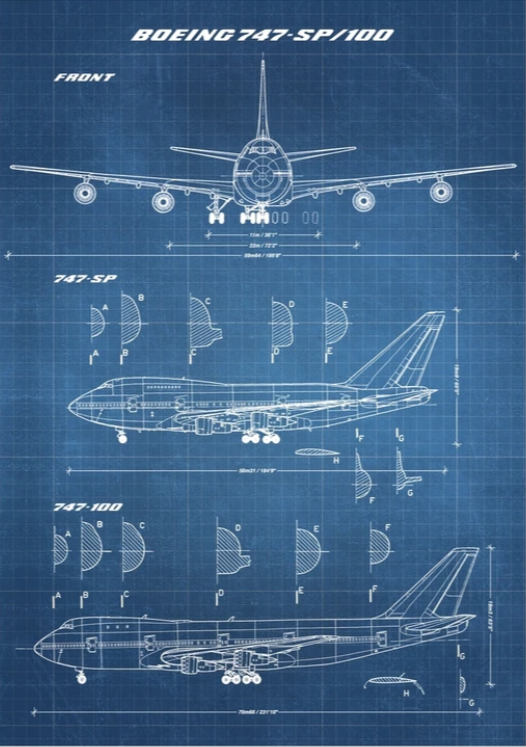 BOEING 747-SP/100
FRONT
11m / 36'1"
22m / 72'2"
59m64 / 195'8"
747-SP
A
B
C
D
E
A
B
C
D
E
F
G
H
F
G
56m31 / 184'9"
747-100
A
B
C
D
E
F
A
B
C
D
E
F
G
H
G
70m66 / 231'10"